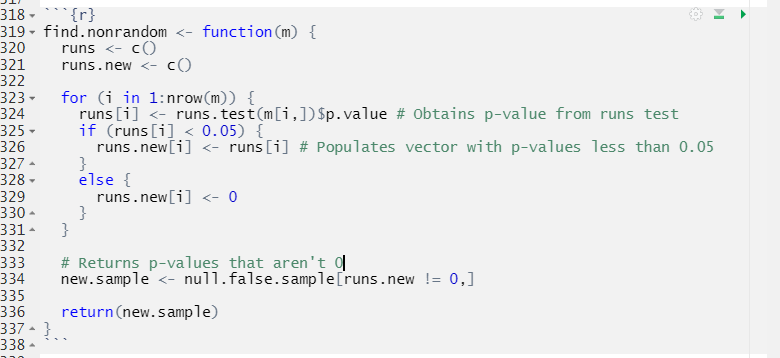 318 ```{r}
319 find.nonrandom <- function(m) {
320 runs <- c()
321 runs.new <- c()
322
323 for (i in 1:nrow(m)) {
324 runs[i] <- runs.test(m[i,])$p.value # Obtains p-value from runs test
325 if (runs[i] < 0.05) {
326 runs.new[i] <- runs[i] # Populates vector with p-values less than 0.05
327 }
328 else {
329 runs.new[i] <- 0
330 }
331 }
332
333 # Returns p-values that aren't 0
334 new.sample <- null.false.sample[runs.new != 0,]
335
336 return(new.sample)
337 }
338 ```